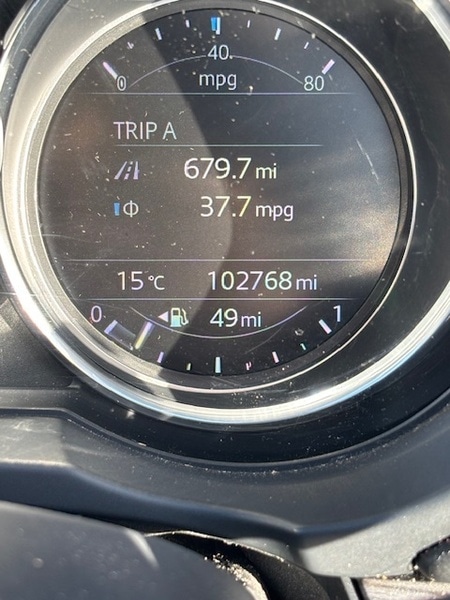 40
0 mpg 80
TRIP A
679.7 mi
Φ 37.7 mpg
15 °C 102768 mi
0 49 mi 1